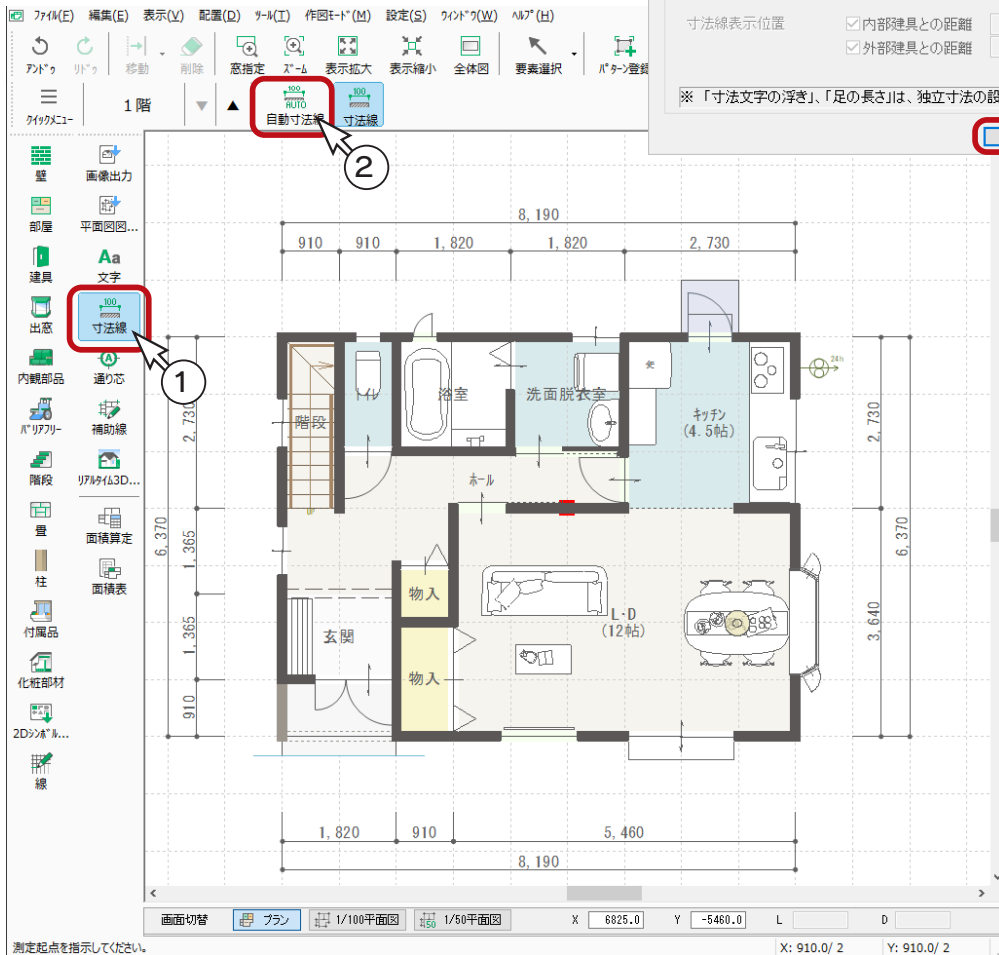 ファイル(F) 編集(E) 表示(V) 配置(D) ツール(T) 作図モード(M) 設定(S) ウィンドウ(W) ヘルプ(H)
アンドゥ リドゥ 移動 削除 窓指定 ズーム 表示拡大 表示縮小 全体図 要素選択 パターン登録
寸法線表示位置 内部建具との距離
外部建具との距離
※「寸法文字の浮き」、「足の長さ」は、独立寸法の設
クイックメニュー 1階 ▼ ▲ 100 AUTO 自動寸法線 100 寸法線
2
壁 画像出力
部屋 平面図図...
建具 Aa 文字
出窓 100 寸法線
1
内観部品 A 通り芯
バリアフリー 補助線
階段 リアルタイム3D...
畳 面積算定
柱 面積表
付属品
化粧部材
2Dシンボル...
線
8,190
910 910 1,820 1,820 2,730
24h
トイレ 浴室 洗面脱衣室
階段 キッチン
(4.5帖)
2,730 2,730
ホール
UP
6,370 1,365 6,370
物入
L・D
(12帖)
玄関
1,365 3,640
物入
910
1,820 910 5,460
8,190
画面切替 プラン 1/100平面図 50 1/50平面図 X 6825.0 Y -5460.0 L D
測定起点を指示してください。 X: 910.0/ 2 Y: 910.0/ 2